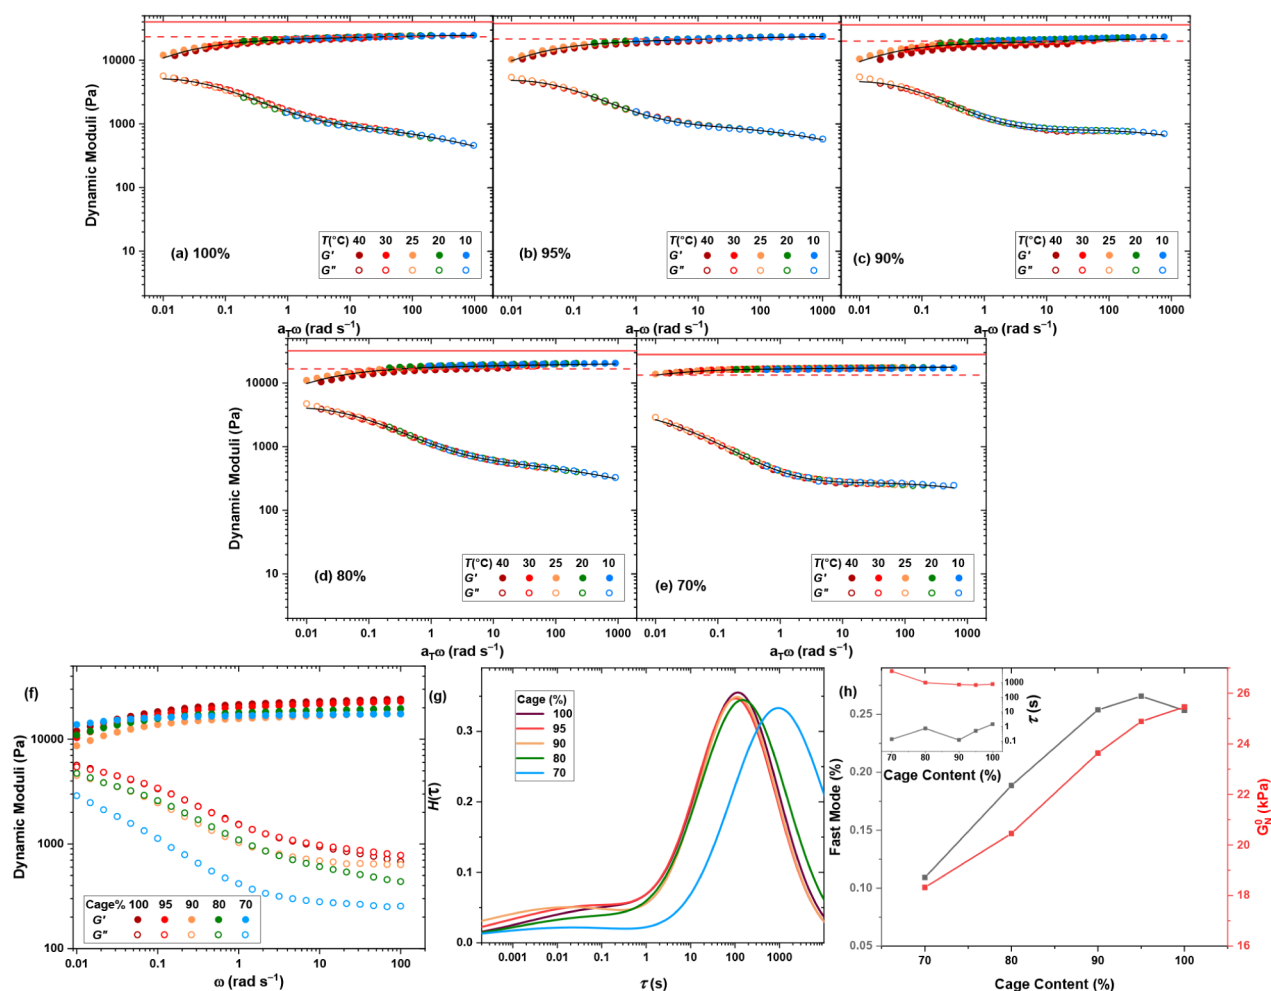 Dynamic Moduli (Pa)
10000
1000
100
10
(a) 100%
T(°C) 40 30 25 20 10
G'
G"
(b) 95%
T(°C) 40 30 25 20 10
G'
G"
(c) 90%
T(°C) 40 30 25 20 10
G'
G"
0.01 0.1 1 10 100 1000
0.01 0.1 1 10 100 1000
0.01 0.1 1 10 100 1000
aTω (rad s⁻¹)
aTω (rad s⁻¹)
aTω (rad s⁻¹)
Dynamic Moduli (Pa)
10000
1000
100
10
(d) 80%
T(°C) 40 30 25 20 10
G'
G"
(e) 70%
T(°C) 40 30 25 20 10
G'
G"
0.01 0.1 1 10 100 1000
0.01 0.1 1 10 100 1000
aTω (rad s⁻¹)
aTω (rad s⁻¹)
(f)
Dynamic Moduli (Pa)
10000
1000
100
Cage% 100 95 90 80 70
G'
G"
0.01 0.1 1 10 100
ω (rad s⁻¹)
(g)
H(τ)
0.3
0.2
0.1
0.0
Cage (%)
100
95
90
80
70
0.001 0.01 0.1 1 10 100 1000
τ (s)
(h)
Fast Mode (%)
0.25
0.20
0.15
0.10
0.05
1000
100
10
1
0.1
τ (s)
70 80 90 95 100
Cage Content (%)
26
24
22
20
18
16
G⁰N (kPa)
70 80 90 100
Cage Content (%)